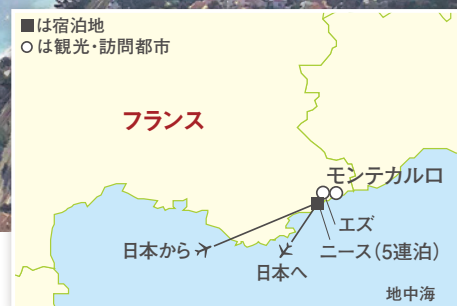 ■は宿泊地
○は観光・訪問都市
フランス
モンテカルロ
エズ
ニース(5連泊)
日本から
日本へ
地中海